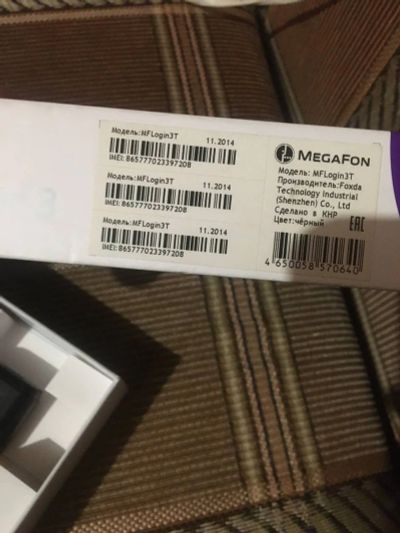 Модель:MFLogin3T 11.2014
IMEI:865777023397208
Модель:MFLogin3T 11.2014
IMEI:865777023397208
Модель:MFLogin3T 11.2014
IMEI:865777023397208
MEGAFON
Модель: MFLogin3T
Производитель:Foxda
Technology Industrial
(Shenzhen) Co., Ltd
Сделано в КНР
Цвет:чёрный
EAC
4 650058 570640